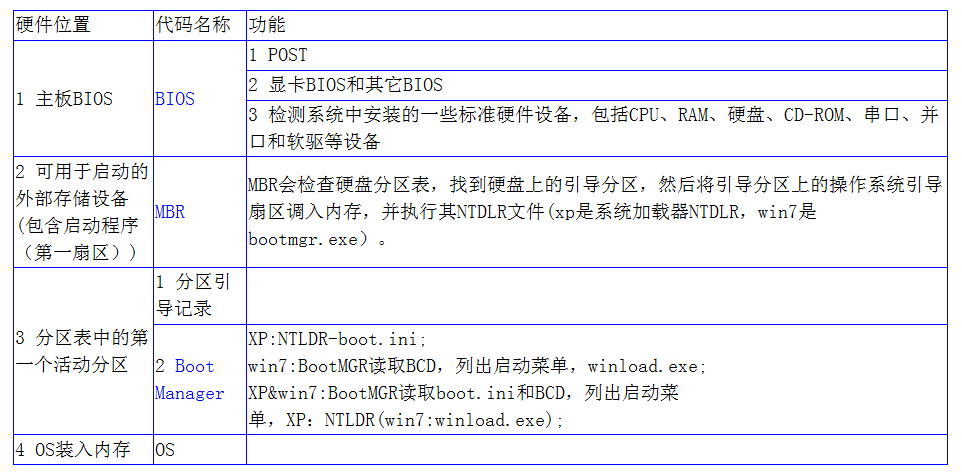 硬件位置
代码名称
功能
1 主板BIOS
BIOS
1 POST
2 显卡BIOS和其它BIOS
3 检测系统中安装的一些标准硬件设备，包括CPU、RAM、硬盘、CD-ROM、串口、并
口和软驱等设备
2 可用于启动的
外部存储设备
(包含启动程序
（第一扇区）)
MBR
MBR会检查硬盘分区表，找到硬盘上的引导分区，然后将引导分区上的操作系统引导
扇区调入内存，并执行其NTDLR文件(xp是系统加载器NTDLR，win7是
bootmgr.exe）。
3 分区表中的第
一个活动分区
1 分区引
导记录
2 Boot
Manager
XP:NTLDR-boot.ini;
win7:BootMGR读取BCD，列出启动菜单，winload.exe;
XP&win7:BootMGR读取boot.ini和BCD，列出启动菜
单，XP：NTLDR(win7:winload.exe);
4 OS装入内存
OS